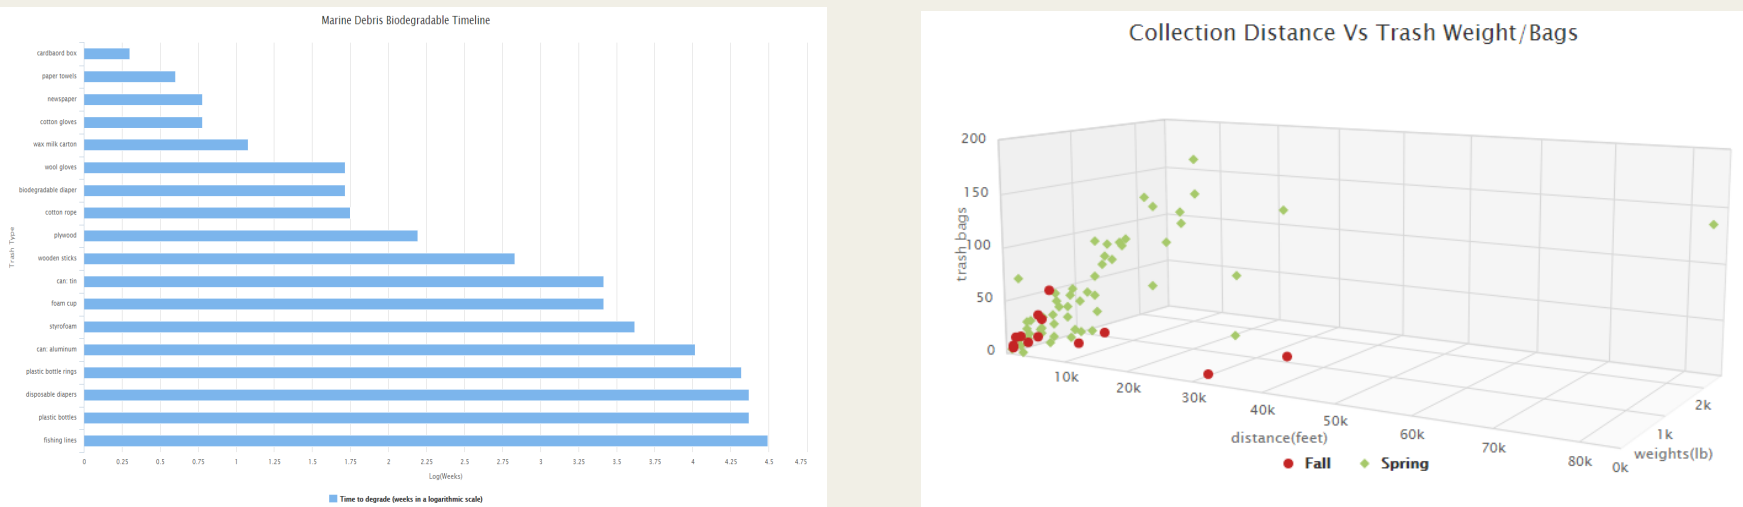 Marine Debris Biodegradable Timeline
cardbaord box
paper towels
newspaper
cotton gloves
wax milk carton
wool gloves
biodegradable diaper
cotton rope
plywood
wooden sticks
can: tin
foam cup
styrofoam
can: aluminum
plastic bottle rings
disposable diapers
plastic bottles
fishing lines
Trash Type
0 0.25 0.5 0.75 1 1.25 1.5 1.75 2 2.25 2.5 2.75 3 3.25 3.5 3.75 4 4.25 4.5 4.75
Log(Weeks)
Time to degrade (weeks in a logarithmic scale)
Collection Distance Vs Trash Weight/Bags
200
150
100
50
0
trash bags
10k 20k 30k 40k 50k 60k 70k 80k
distance(feet)
0k 1k 2k
weights(lb)
Fall Spring